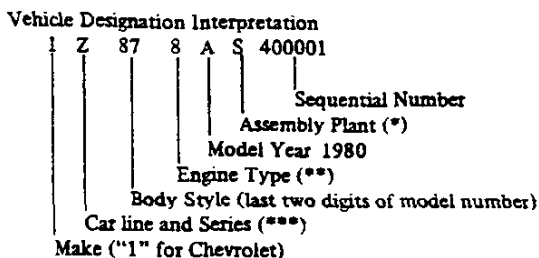 Vehicle Designation Interpretation
1 Z 87 8 A S 400001
Sequential Number
Assembly Plant (*)
Model Year 1980
Engine Type (**)
Body Style (last two digits of model number)
Car line and Series (***)
Make ("1" for Chevrolet)